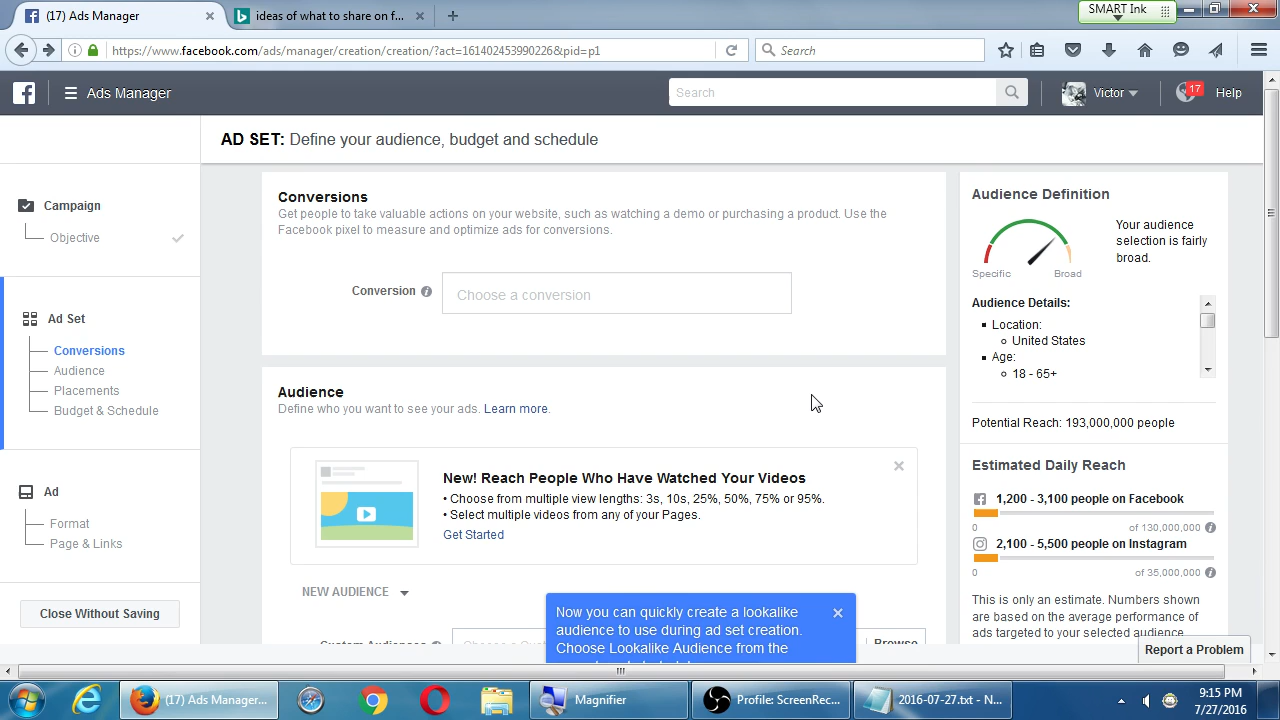 (17) Ads Manager
ideas of what to share on f...
SMART Ink
https://www.facebook.com/ads/manager/creation/creation/?act=161402453990226&pid=p1
Search
Ads Manager
Search
Victor
17
Help
AD SET: Define your audience, budget and schedule
Campaign
Objective
Ad Set
Conversions
Audience
Placements
Budget & Schedule
Ad
Format
Page & Links
Close Without Saving
Conversions
Get people to take valuable actions on your website, such as watching a demo or purchasing a product. Use the
Facebook pixel to measure and optimize ads for conversions.
Conversion
Choose a conversion
Audience
Define who you want to see your ads. Learn more.
New! Reach People Who Have Watched Your Videos
• Choose from multiple view lengths: 3s, 10s, 25%, 50%, 75% or 95%.
• Select multiple videos from any of your Pages.
Get Started
NEW AUDIENCE
Custom Audiences
Browse
Now you can quickly create a lookalike
audience to use during ad set creation.
Choose Lookalike Audience from the
Audience Definition
Specific
Broad
Your audience
selection is fairly
broad.
Audience Details:
Location:
United States
Age:
18 - 65+
Potential Reach: 193,000,000 people
Estimated Daily Reach
1,200 - 3,100 people on Facebook
0
of 130,000,000
2,100 - 5,500 people on Instagram
0
of 35,000,000
This is only an estimate. Numbers shown
are based on the average performance of
ads targeted to your selected audience.
Report a Problem
(17) Ads Manager...
Magnifier
Profile: ScreenRec...
2016-07-27.txt - N...
9:15 PM
7/27/2016